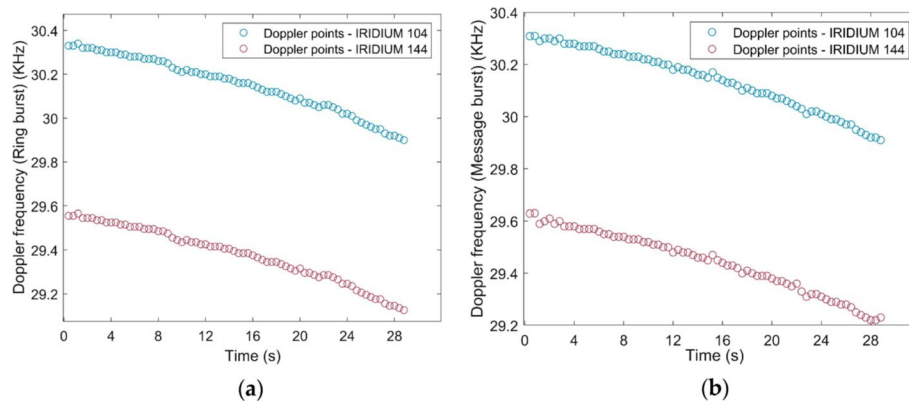 Doppler frequency (Ring burst) (KHz)
30.4
30.2
30
29.8
29.6
29.4
29.2
Doppler points - IRIDIUM 104
Doppler points - IRIDIUM 144
0 4 8 12 16 20 24 28
Time (s)
(a)
Doppler frequency (Message burst) (KHz)
30.4
30.2
30
29.8
29.6
29.4
29.2
Doppler points - IRIDIUM 104
Doppler points - IRIDIUM 144
0 4 8 12 16 20 24 28
Time (s)
(b)